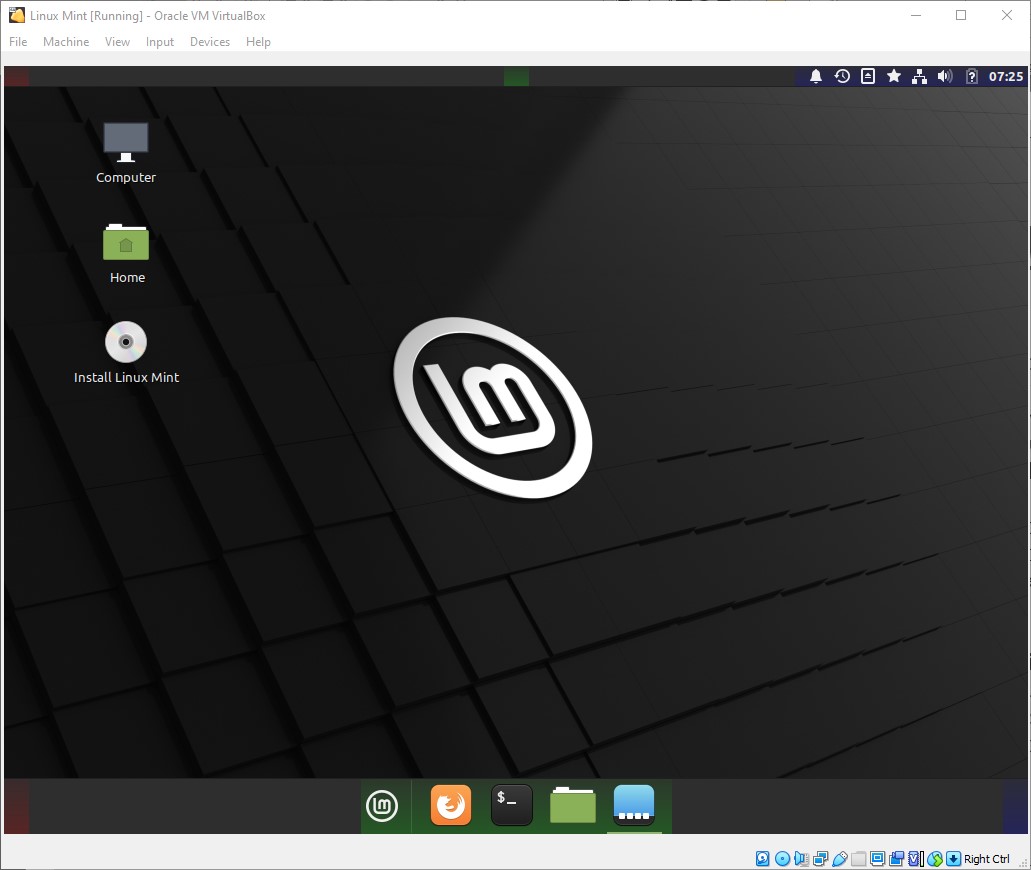 Linux Mint [Running] - Oracle VM VirtualBox
File Machine View Input Devices Help
07:25
Computer
Home
Install Linux Mint
$_
Right Ctrl